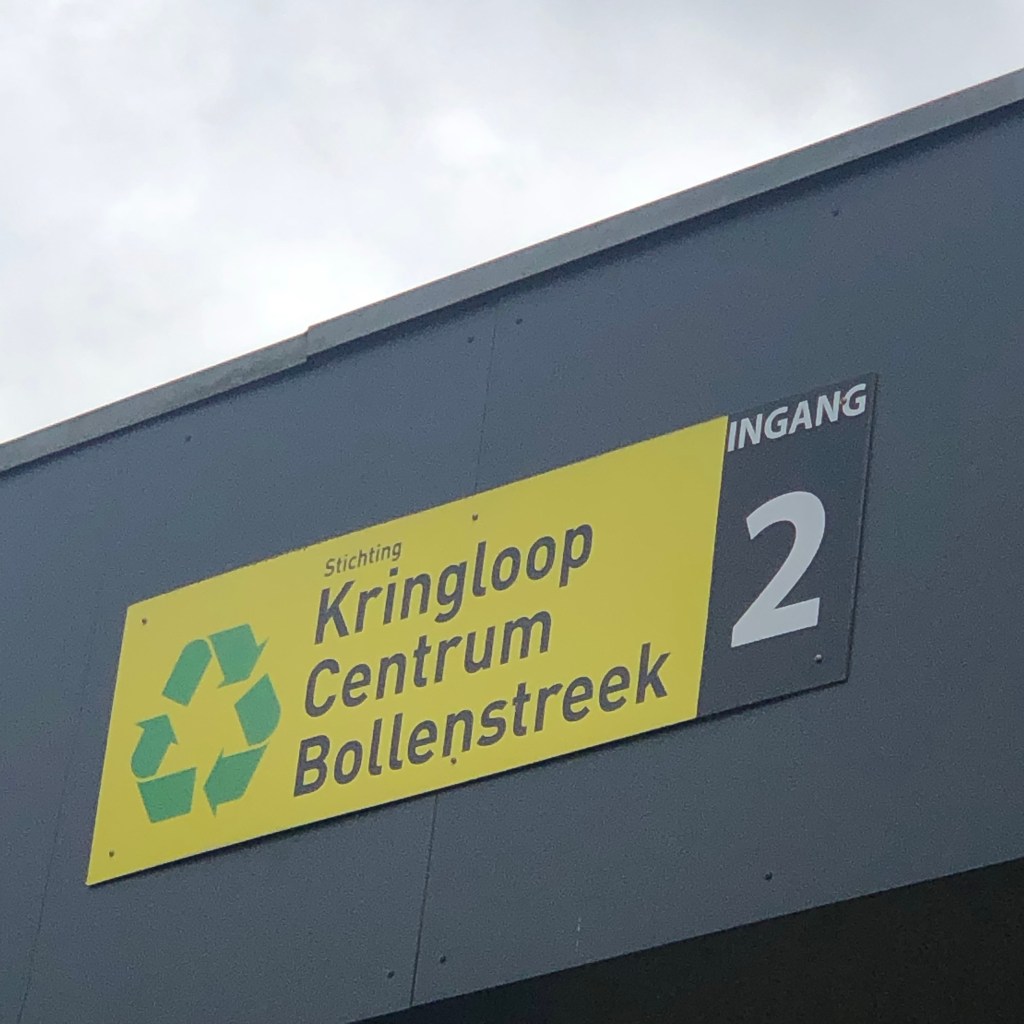 Stichting
Kringloop
Centrum
Bollenstreek
INGANG
2